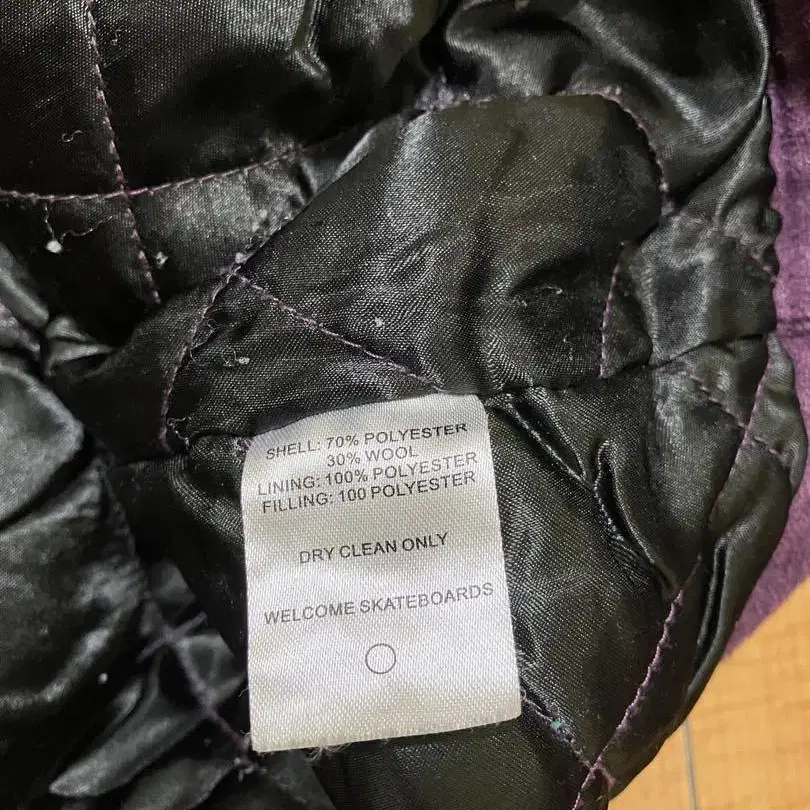 SHELL: 70% POLYESTER
30% WOOL
LINING: 100% POLYESTER
FILLING: 100 POLYESTER
DRY CLEAN ONLY
WELCOME SKATEBOARDS